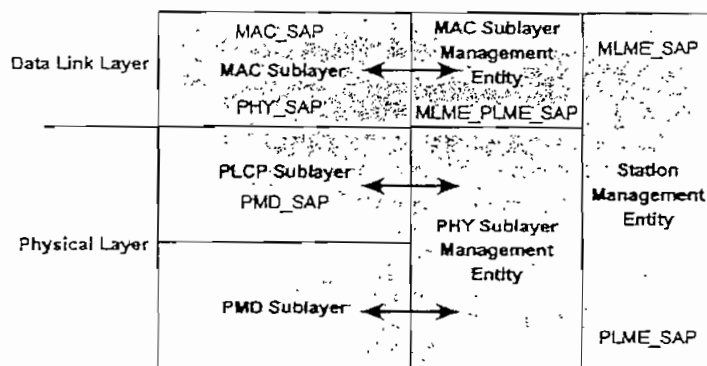 Data Link Layer
MAC_SAP
MAC Sublayer
PHY_SAP
MAC Sublayer
Management
Entity
MLME_PLME_SAP
MLME_SAP
Physical Layer
PLCP Sublayer
PMD_SAP
PMD Sublayer
PHY Sublayer
Management
Entity
Station
Management
Entity
PLME_SAP